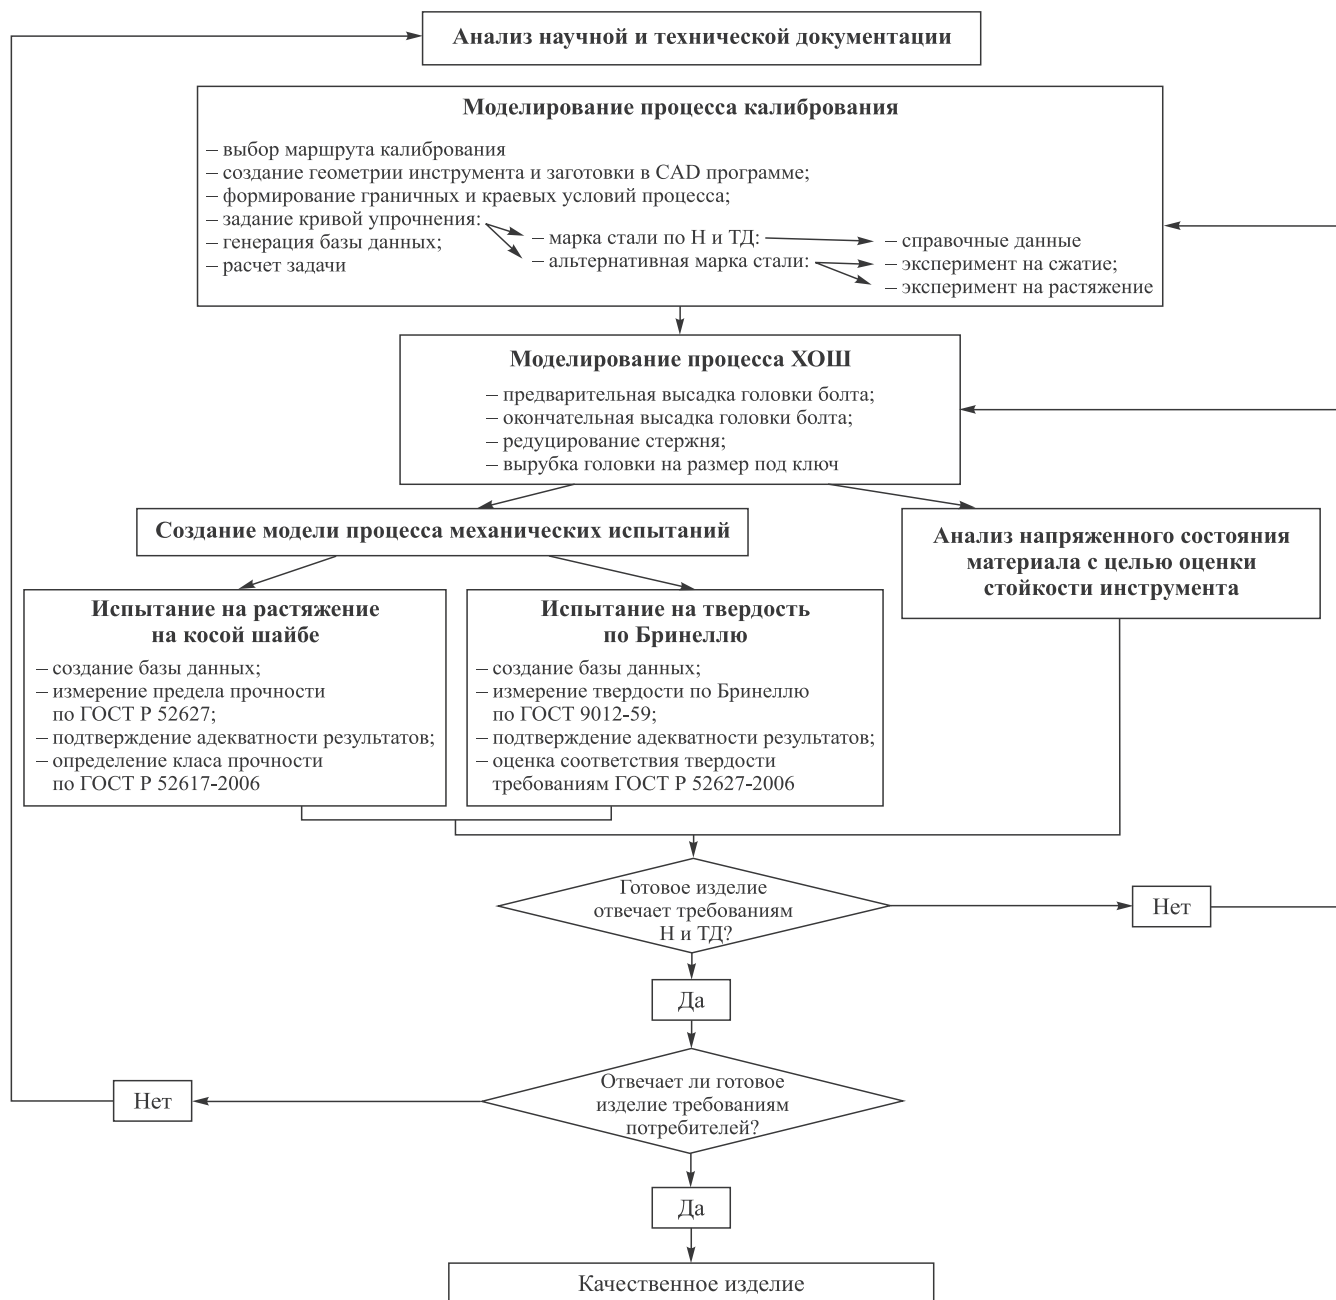 Анализ научной и технической документации
Моделирование процесса калибрования
– выбор маршрута калибрования
– создание геометрии инструмента и заготовки в CAD программе;
– формирование граничных и краевых условий процесса;
– задание кривой упрочнения:
– генерация базы данных;
– расчет задачи
– марка стали по Н и ТД:
– альтернативная марка стали:
– справочные данные
– эксперимент на сжатие;
– эксперимент на растяжение
Моделирование процесса ХОШ
– предварительная высадка головки болта;
– окончательная высадка головки болта;
– редуцирование стержня;
– вырубка головки на размер под ключ
Создание модели процесса механических испытаний
Анализ напряженного состояния
материала с целью оценки
стойкости инструмента
Испытание на растяжение
на косой шайбе
– создание базы данных;
– измерение предела прочности
по ГОСТ Р 52627;
– подтверждение адекватности результатов;
– определение класа прочности
по ГОСТ Р 52617-2006
Испытание на твердость
по Бринеллю
– создание базы данных;
– измерение твердости по Бринеллю
по ГОСТ 9012-59;
– подтверждение адекватности результатов;
– оценка соответствия твердости
требованиям ГОСТ Р 52627-2006
Готовое изделие
отвечает требованиям
Н и ТД?
Нет
Да
Отвечает ли готовое
изделие требованиям
потребителей?
Нет
Да
Качественное изделие